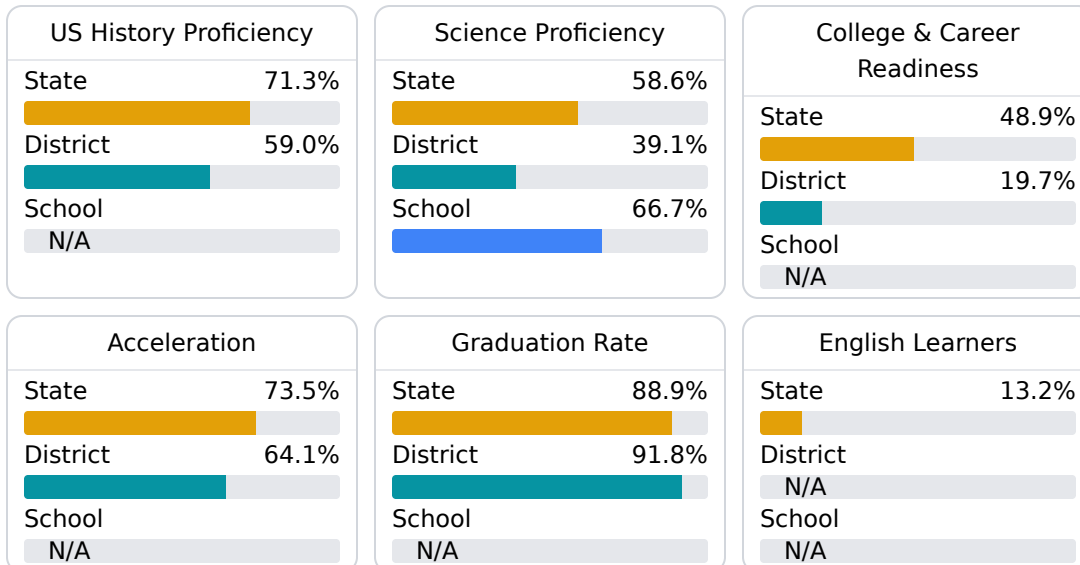 US History Proficiency
State 71.3%
District 59.0%
School
N/A
Science Proficiency
State 58.6%
District 39.1%
School 66.7%
College & Career
Readiness
State 48.9%
District 19.7%
School
N/A
Acceleration
State 73.5%
District 64.1%
School
N/A
Graduation Rate
State 88.9%
District 91.8%
School
N/A
English Learners
State 13.2%
District
N/A
School
N/A